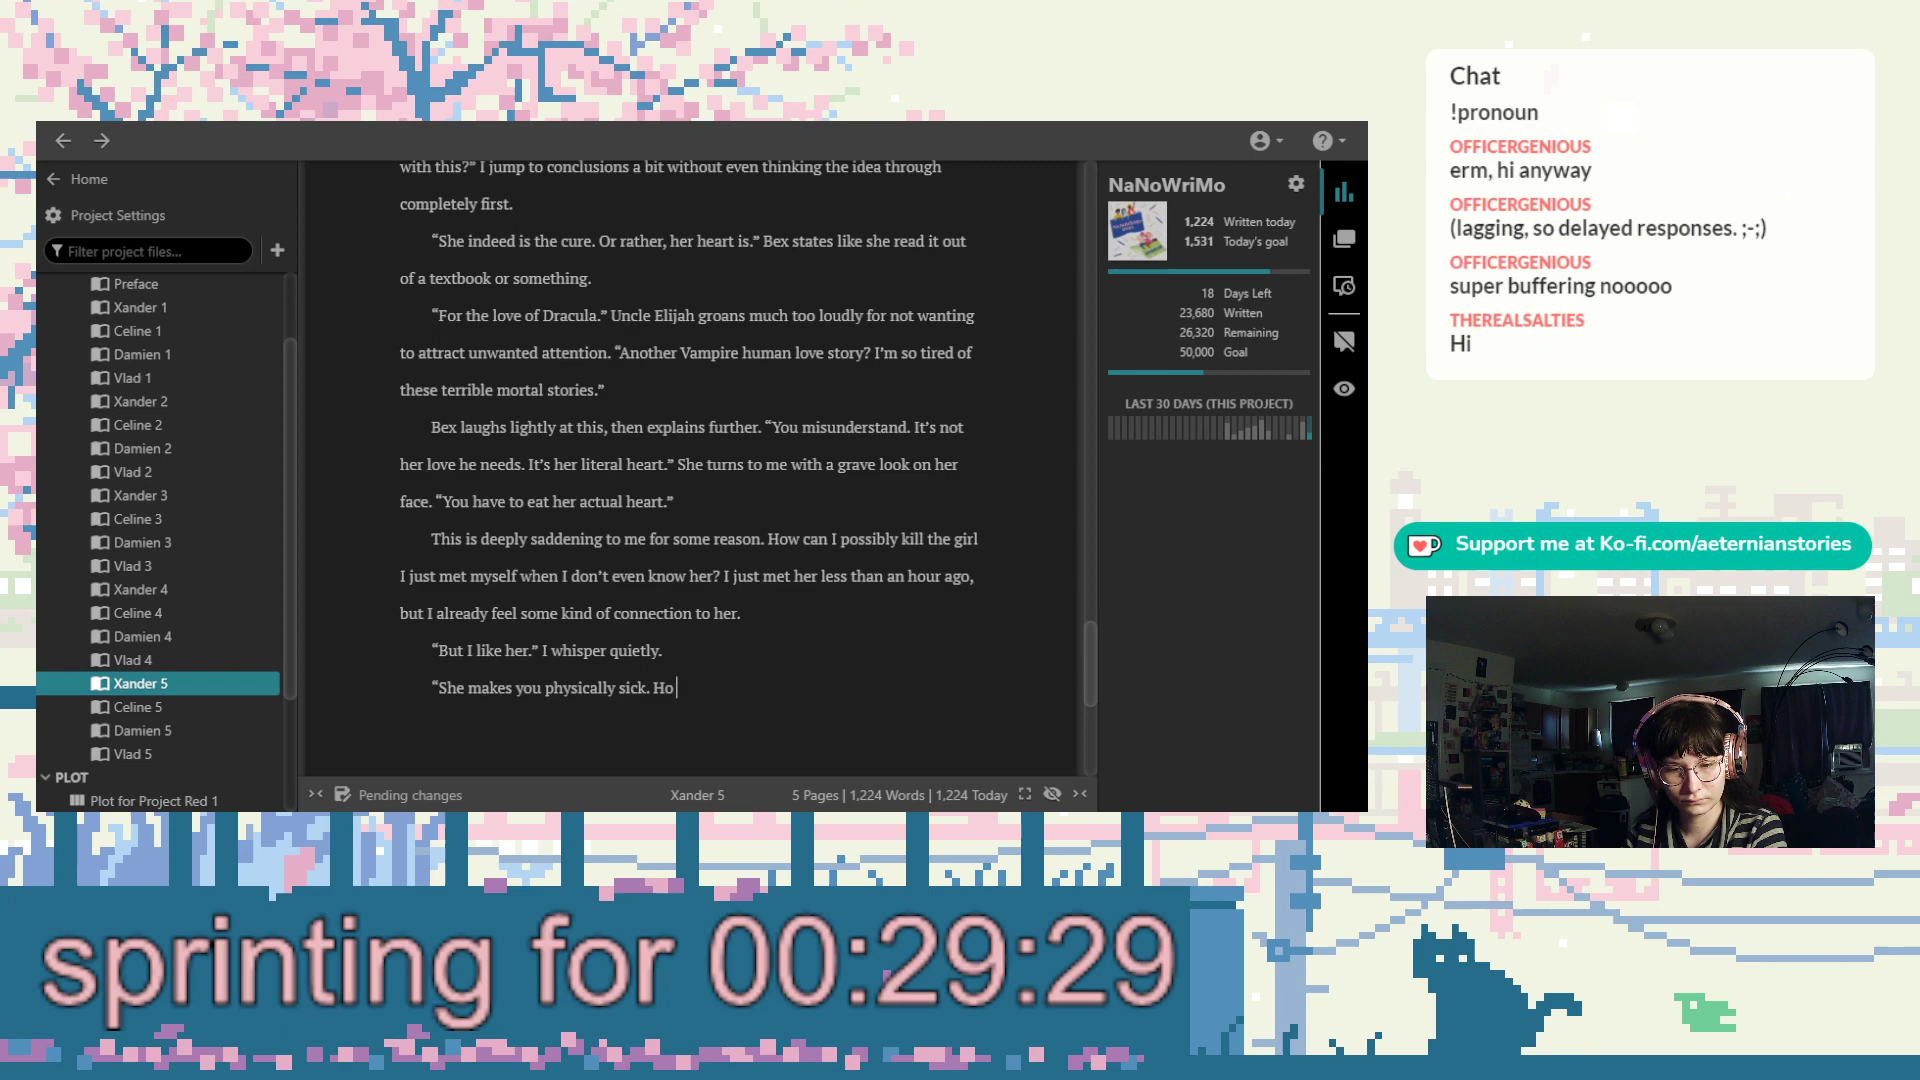 Home
Project Settings
Filter project files...
Preface
Xander 1
Celine 1
Damien 1
Vlad 1
Xander 2
Celine 2
Damien 2
Vlad 2
Xander 3
Celine 3
Damien 3
Vlad 3
Xander 4
Celine 4
Damien 4
Vlad 4
Xander 5
Celine 5
Damien 5
Vlad 5
PLOT
Plot for Project Red 1
with this?” I jump to conclusions a bit without even thinking the idea through
completely first.
“She indeed is the cure. Or rather, her heart is.” Bex states like she read it out
of a textbook or something.
“For the love of Dracula.” Uncle Elijah groans much too loudly for not wanting
to attract unwanted attention. “Another Vampire human love story? I’m so tired of
these terrible mortal stories.”
Bex laughs lightly at this, then explains further. “You misunderstand. It’s not
her love he needs. It’s her literal heart.” She turns to me with a grave look on her
face. “You have to eat her actual heart.”
This is deeply saddening to me for some reason. How can I possibly kill the girl
I just met myself when I don’t even know her? I just met her less than an hour ago,
but I already feel some kind of connection to her.
“But I like her.” I whisper quietly.
“She makes you physically sick. Ho
Pending changes
Xander 5
5 Pages | 1,224 Words | 1,224 Today
NaNoWriMo
1,224 Written today
1,531 Today's goal
18 Days Left
23,680 Written
26,320 Remaining
50,000 Goal
LAST 30 DAYS (THIS PROJECT)
Chat
!pronoun
OFFICERGENIOUS
erm, hi anyway
OFFICERGENIOUS
(lagging, so delayed responses. ;-;)
OFFICERGENIOUS
super buffering nooooo
THEREALSALTIES
Hi
Support me at Ko-fi.com/aeternianstories
sprinting for 00:29:29